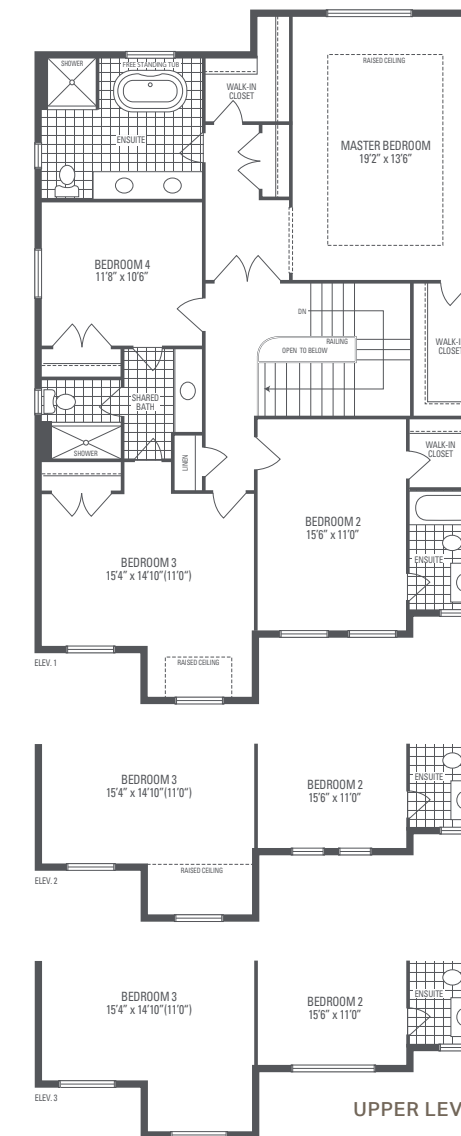 SHOWER
FREE STANDING TUB
RAISED CEILING
WALK-IN
CLOSET
ENSUITE
MASTER BEDROOM
19'2" x 13'6"
BEDROOM 4
11'8" x 10'6"
DN
RAILING
OPEN TO BELOW
WALK-I
CLOSE
SHARED
BATH
SHOWER
LINEN
WALK-IN
CLOSET
BEDROOM 2
15'6" x 11'0"
ENSUITE
BEDROOM 3
15'4" x 14'10"(11'0")
RAISED CEILING
ELEV. 1
BEDROOM 3
15'4" x 14'10"(11'0")
BEDROOM 2
15'6" x 11'0"
ENSUITE
RAISED CEILING
ELEV. 2
BEDROOM 3
15'4" x 14'10"(11'0")
BEDROOM 2
15'6" x 11'0"
ENSUITE
ELEV. 3
UPPER LEV